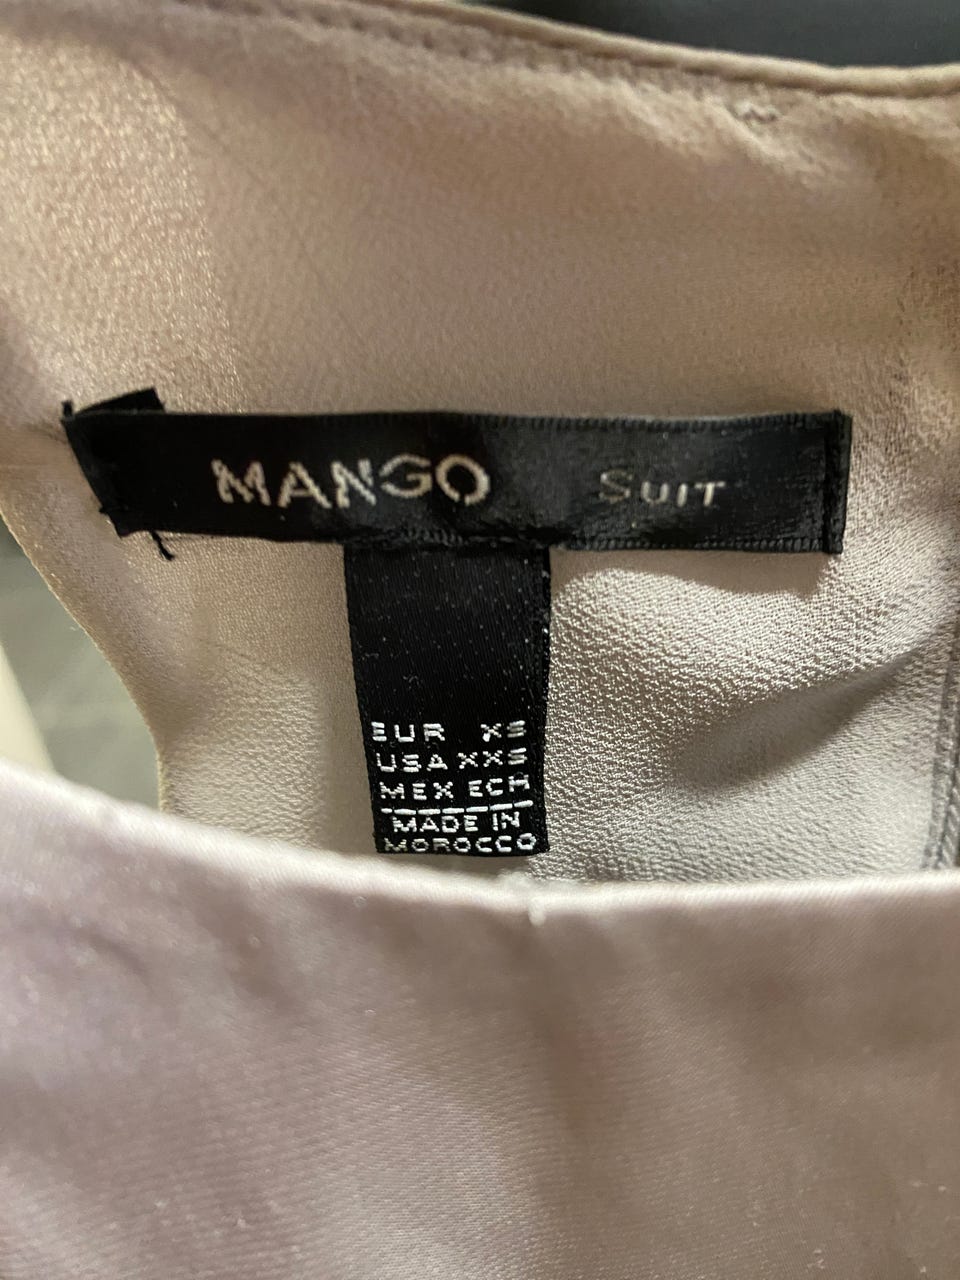 MANGO SUIT
EUR XS
USA XXS
MEX ECH
MADE IN
MOROCCO